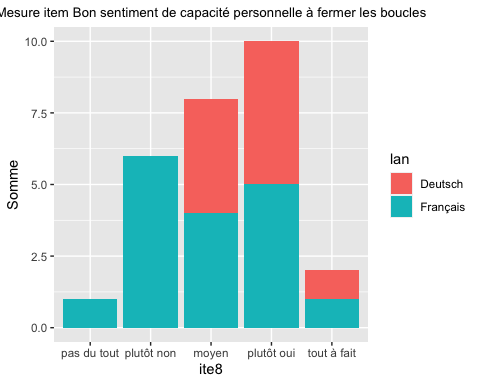 Mesure item Bon sentiment de capacité personnelle à fermer les boucles
10.0
7.5
5.0
2.5
0.0
Somme
pas du tout plutôt non moyen plutôt oui tout à fait
ite8
lan
Deutsch
Français